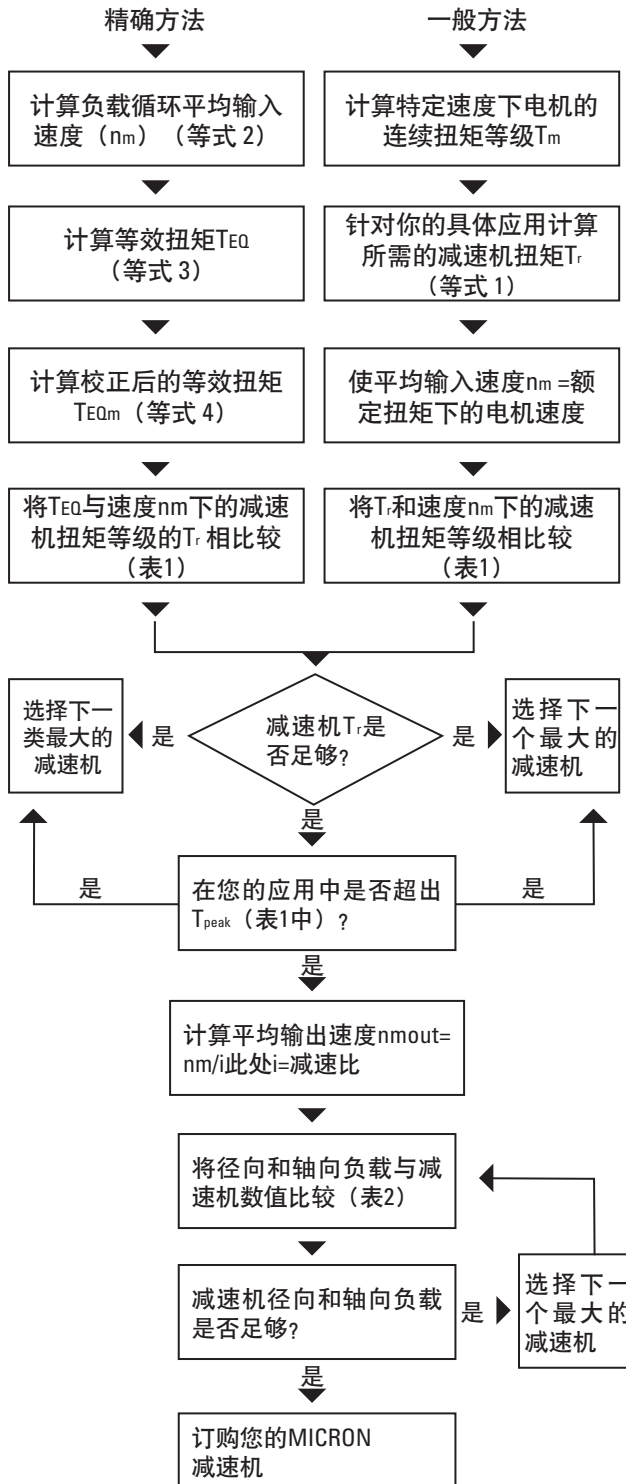 精确方法
一般方法
计算负载循环平均输入
速度（nm）（等式 2）
计算特定速度下电机的
连续扭矩等级Tm
计算等效扭矩TEQ
（等式 3）
针对你的具体应用计算
所需的减速机扭矩Tr
（等式 1）
计算校正后的等效扭矩
TEQm（等式 4）
使平均输入速度nm =额
定扭矩下的电机速度
将TEQ与速度nm下的减速
机扭矩等级的Tr 相比较
（表1）
将Tr和速度nm下的减速
机扭矩等级相比较
（表1）
选择下一
类最大的
减速机
是
减速机Tr是
否足够?
是
选择下一
个最大的
减速机
是
是
在您的应用中是否超出
Tpeak（表1中）?
是
是
计算平均输出速度nmout=
nm/i此处i=减速比
将径向和轴向负载与减
速机数值比较（表2）
减速机径向和轴向负载
是否足够?
是
选择下一
个最大的
减速机
是
订购您的MICRON
减速机